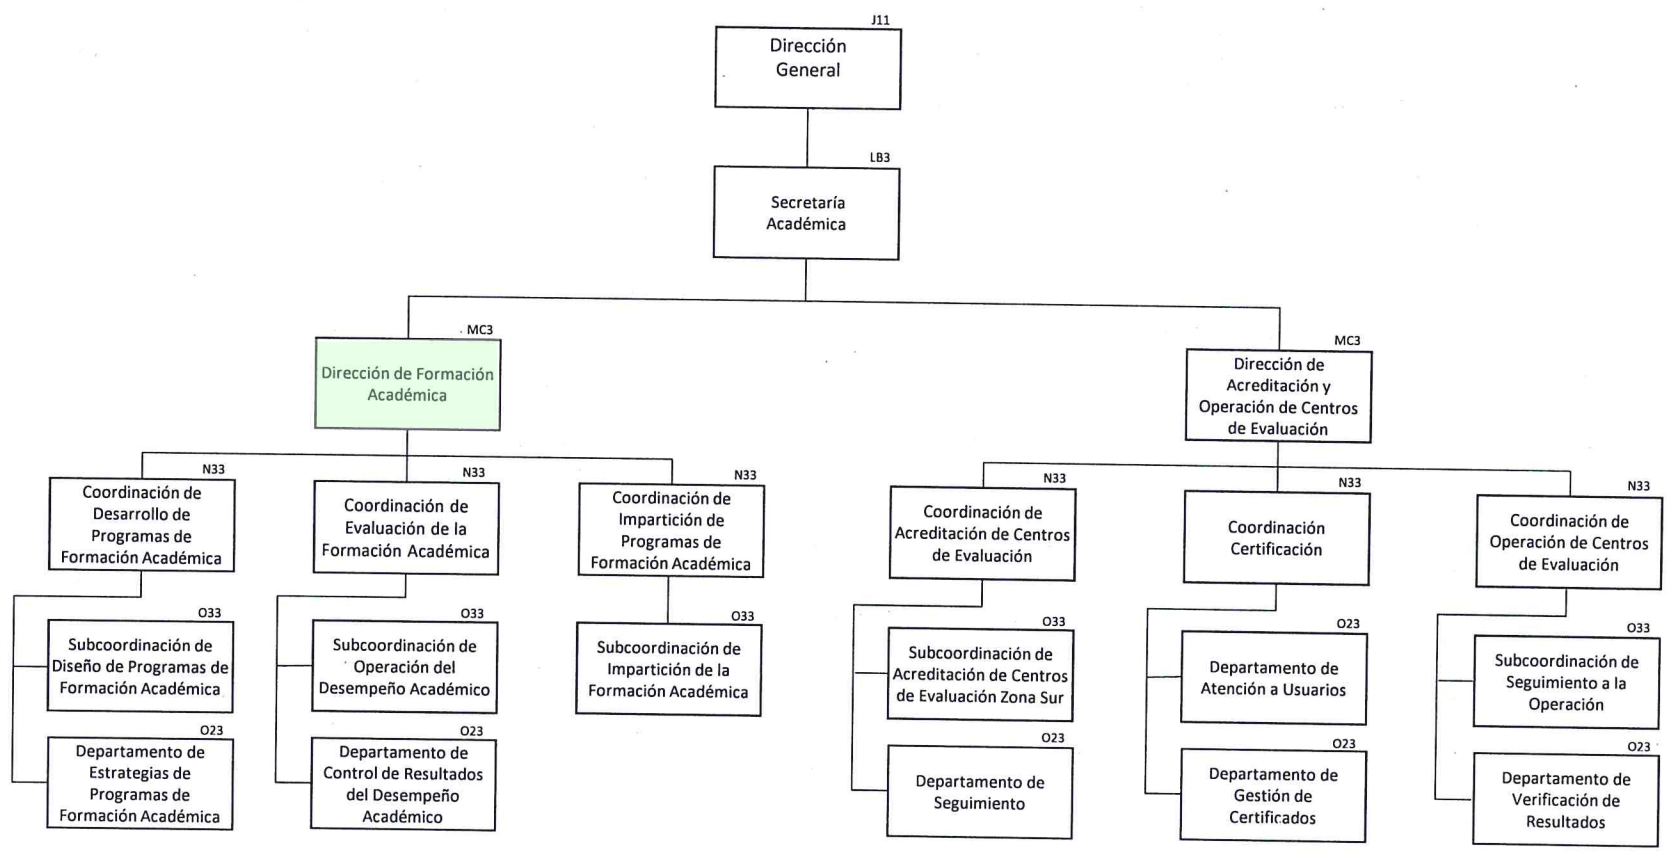 J11
Dirección
General
LB3
Secretaría
Académica
MC3
Dirección de Formación
Académica
MC3
Dirección de
Acreditación y
Operación de Centros
de Evaluación
N33
Coordinación de
Desarrollo de
Programas de
Formación Académica
N33
Coordinación de
Evaluación de la
Formación Académica
N33
Coordinación de
Impartición de
Programas de
Formación Académica
N33
Coordinación de
Acreditación de Centros
de Evaluación
N33
Coordinación
Certificación
N33
Coordinación de
Operación de Centros
de Evaluación
O33
Subcoordinación de
Diseño de Programas de
Formación Académica
O33
Subcoordinación de
Operación del
Desempeño Académico
O33
Subcoordinación de
Impartición de la
Formación Académica
O33
Subcoordinación de
Acreditación de Centros
de Evaluación Zona Sur
O23
Departamento de
Atención a Usuarios
O33
Subcoordinación de
Seguimiento a la
Operación
O23
Departamento de
Estrategias de
Programas de
Formación Académica
O23
Departamento de
Control de Resultados
del Desempeño
Académico
O23
Departamento de
Seguimiento
O23
Departamento de
Gestión de
Certificados
O23
Departamento de
Verificación de
Resultados